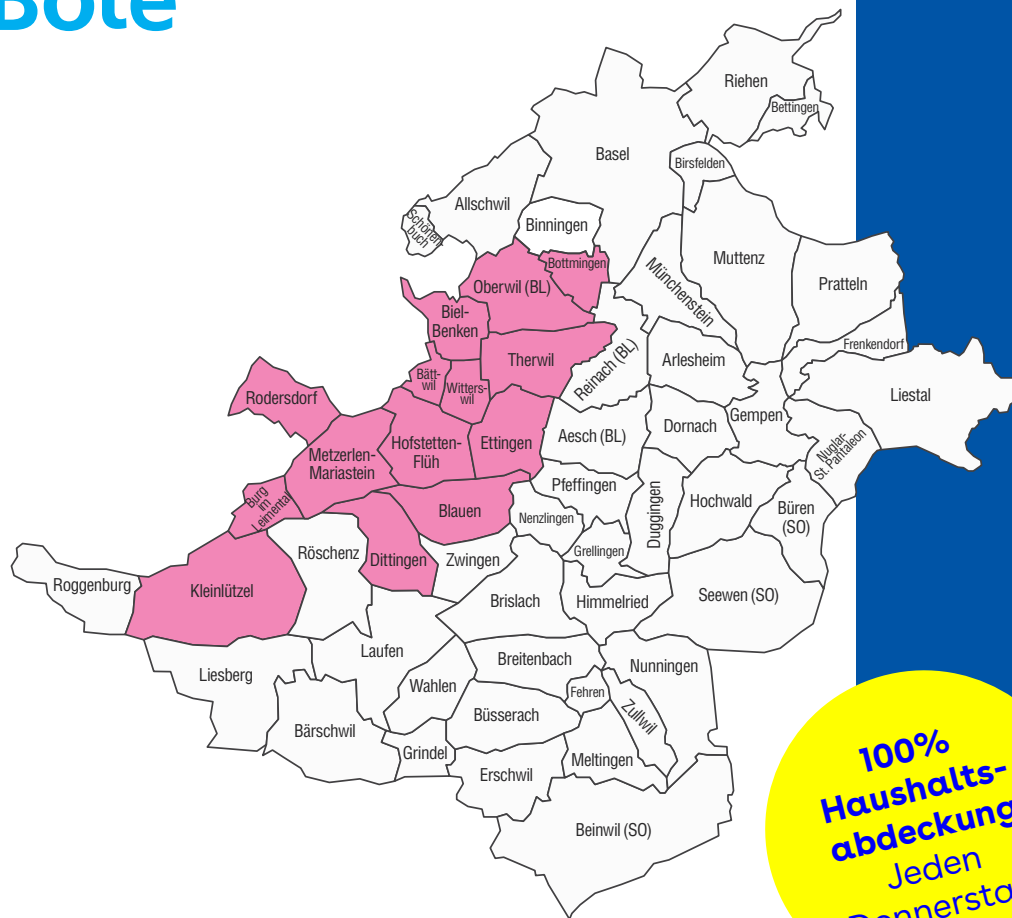 Bote
Riehen
Bettingen
Basel
Birsfelden
Allschwil
Schönen-
buch
Binningen
Bottmingen
Muttenz
Münchenstein
Pratteln
Oberwil (BL)
Biel-
Benken
Frenkendorf
Therwil
Reinach (BL)
Arlesheim
Bätt-
wil
Witters-
wil
Liestal
Rodersdorf
Gempen
Dornach
Aesch (BL)
Hofstetten-
Flüh
Ettingen
Nuglar-
St. Pantaleon
Metzerlen-
Mariastein
Pfeffingen
Duggingen
Hochwald
Büren
(SO)
Burg
im
Leimental
Blauen
Nenzlingen
Grellingen
Röschenz
Dittingen
Zwingen
Roggenburg
Kleinlützel
Brislach
Himmelried
Seewen (SO)
Laufen
Breitenbach
Nunningen
Liesberg
Wahlen
Fehren
Büsserach
Zullwil
Bärschwil
Grindel
Meltingen
Erschwil
Beinwil (SO)
100%
Haushalts-
abdeckung
Jeden